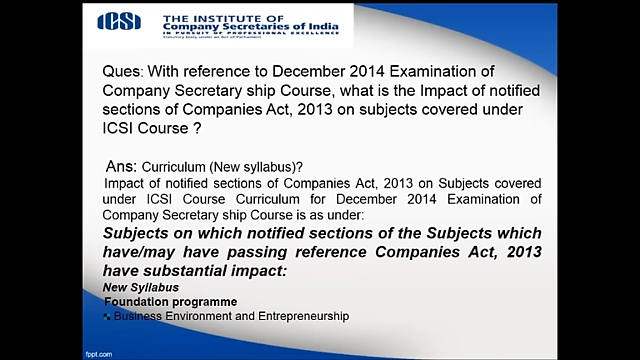 ICSI
THE INSTITUTE OF
Company Secretaries of India
IN PURSUIT OF PROFESSIONAL EXCELLENCE
Statutory body under an Act of Parliament
Ques: With reference to December 2014 Examination of
Company Secretary ship Course, what is the Impact of notified
sections of Companies Act, 2013 on subjects covered under
ICSI Course ?
Ans: Curriculum (New syllabus)?
Impact of notified sections of Companies Act, 2013 on Subjects covered
under ICSI Course Curriculum for December 2014 Examination of
Company Secretary ship Course is as under:
Subjects on which notified sections of the Subjects which
have/may have passing reference Companies Act, 2013
have substantial impact:
New Syllabus
Foundation programme
Business Environment and Entrepreneurship
fppt.com